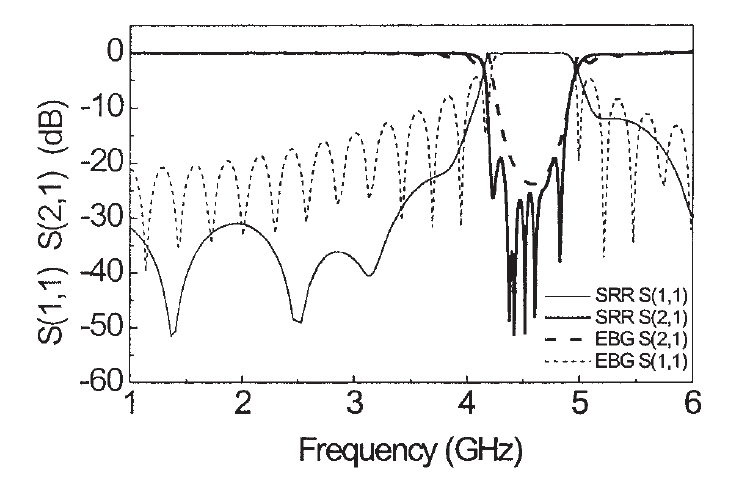 0
-10
-20
-30
-40
-50
-60
S(1,1) S(2,1) (dB)
SRR S(1,1)
SRR S(2,1)
EBG S(2,1)
EBG S(1,1)
1 2 3 4 5 6
Frequency (GHz)